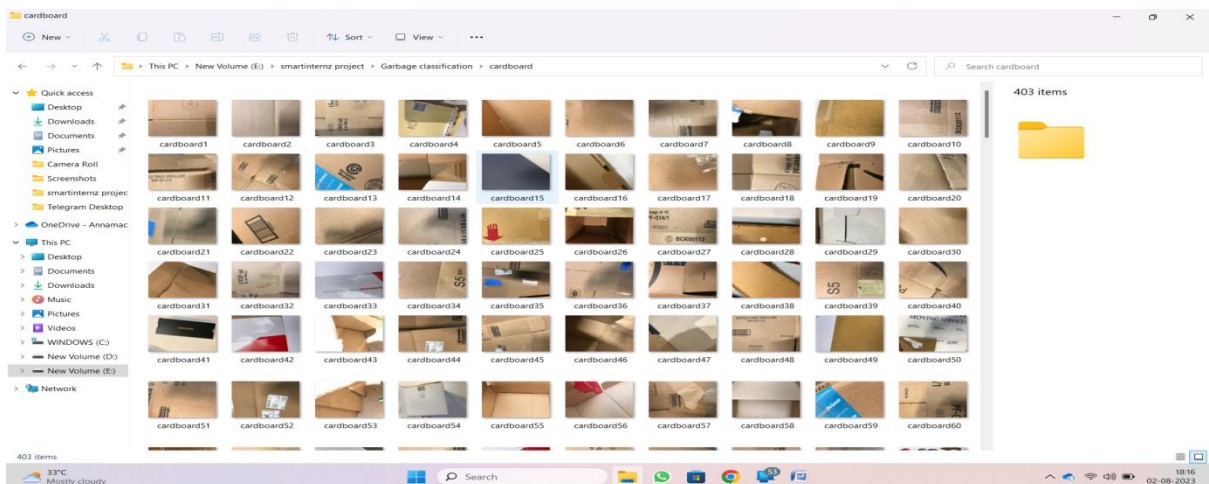 cardboard
New
Sort
View
This PC > New Volume (E:) > smartinternz project > Garbage classification > cardboard
Search cardboard
Quick access
Desktop
Downloads
Documents
Pictures
Camera Roll
Screenshots
smartinternz projec
Telegram Desktop
OneDrive - Annamac
This PC
Desktop
Documents
Downloads
Music
Pictures
Videos
WINDOWS (C:)
New Volume (D:)
New Volume (E:)
Network
cardboard1 cardboard2 cardboard3 cardboard4 cardboard5 cardboard6 cardboard7 cardboard8 cardboard9 cardboard10
cardboard11 cardboard12 cardboard13 cardboard14 cardboard15 cardboard16 cardboard17 cardboard18 cardboard19 cardboard20
cardboard21 cardboard22 cardboard23 cardboard24 cardboard25 cardboard26 cardboard27 cardboard28 cardboard29 cardboard30
cardboard31 cardboard32 cardboard33 cardboard34 cardboard35 cardboard36 cardboard37 cardboard38 cardboard39 cardboard40
cardboard41 cardboard42 cardboard43 cardboard44 cardboard45 cardboard46 cardboard47 cardboard48 cardboard49 cardboard50
cardboard51 cardboard52 cardboard53 cardboard54 cardboard55 cardboard56 cardboard57 cardboard58 cardboard59 cardboard60
403 items
403 items
33°C
Mostly cloudy
Search
53
18:16
02-08-2023